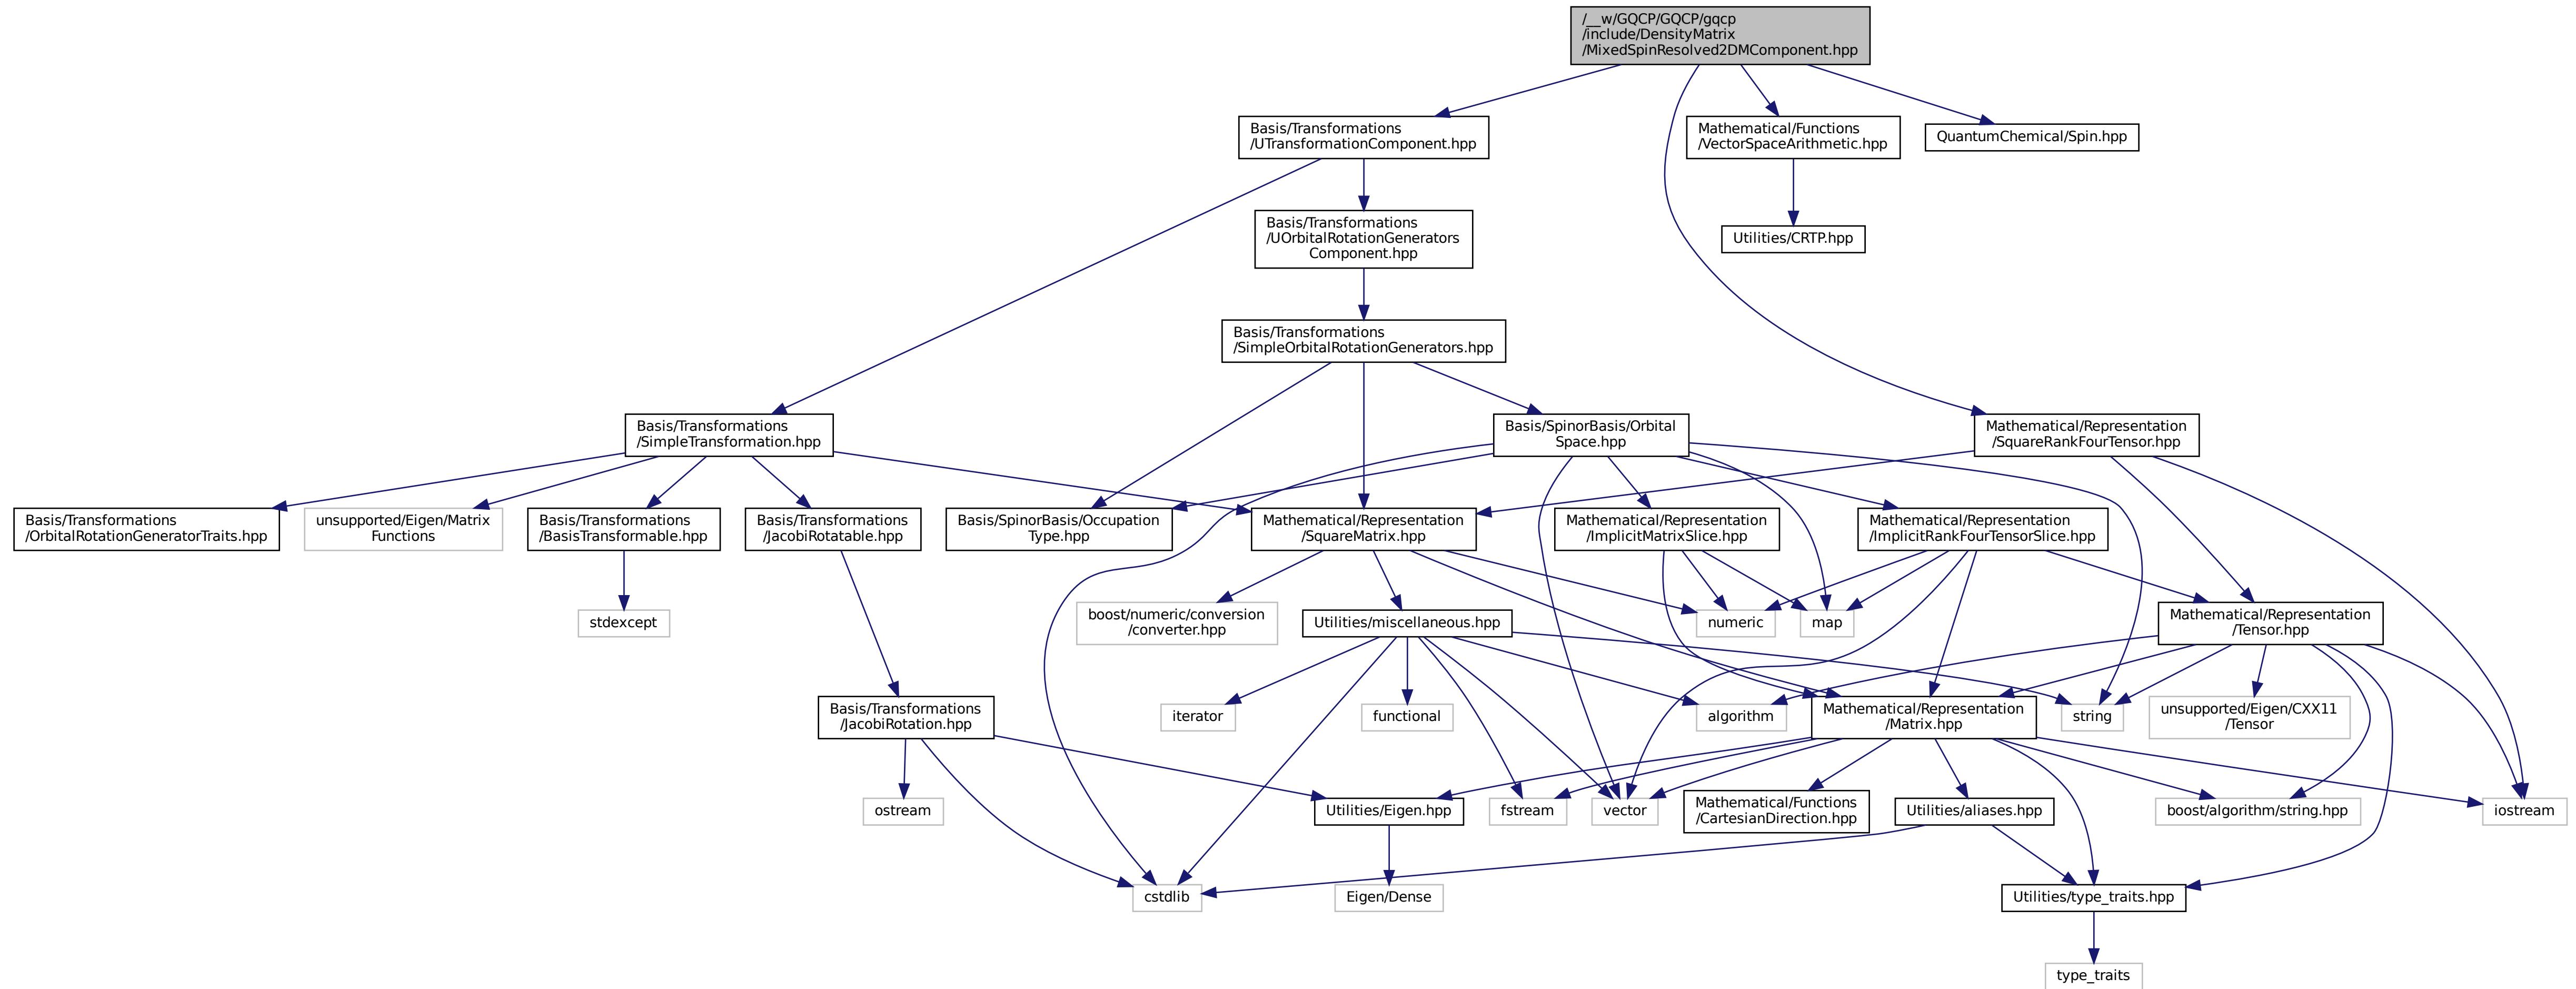 /__w/GQCP/GQCP/gqcp
/include/DensityMatrix
/MixedSpinResolved2DMComponent.hpp
Basis/Transformations
/UTransformationComponent.hpp
Mathematical/Functions
/VectorSpaceArithmetic.hpp
QuantumChemical/Spin.hpp
Basis/Transformations
/UOrbitalRotationGenerators
Component.hpp
Utilities/CRTP.hpp
Basis/Transformations
/SimpleOrbitalRotationGenerators.hpp
Basis/Transformations
/SimpleTransformation.hpp
Basis/SpinorBasis/Orbital
Space.hpp
Mathematical/Representation
/SquareRankFourTensor.hpp
Basis/Transformations
/OrbitalRotationGeneratorTraits.hpp
unsupported/Eigen/Matrix
Functions
Basis/Transformations
/BasisTransformable.hpp
Basis/Transformations
/JacobiRotatable.hpp
Basis/SpinorBasis/Occupation
Type.hpp
Mathematical/Representation
/SquareMatrix.hpp
Mathematical/Representation
/ImplicitMatrixSlice.hpp
Mathematical/Representation
/ImplicitRankFourTensorSlice.hpp
stdexcept
boost/numeric/conversion
/converter.hpp
Utilities/miscellaneous.hpp
numeric
map
Mathematical/Representation
/Tensor.hpp
Basis/Transformations
/JacobiRotation.hpp
iterator
functional
algorithm
Mathematical/Representation
/Matrix.hpp
string
unsupported/Eigen/CXX11
/Tensor
ostream
Utilities/Eigen.hpp
fstream
vector
Mathematical/Functions
/CartesianDirection.hpp
Utilities/aliases.hpp
boost/algorithm/string.hpp
iostream
cstdlib
Eigen/Dense
Utilities/type_traits.hpp
type_traits